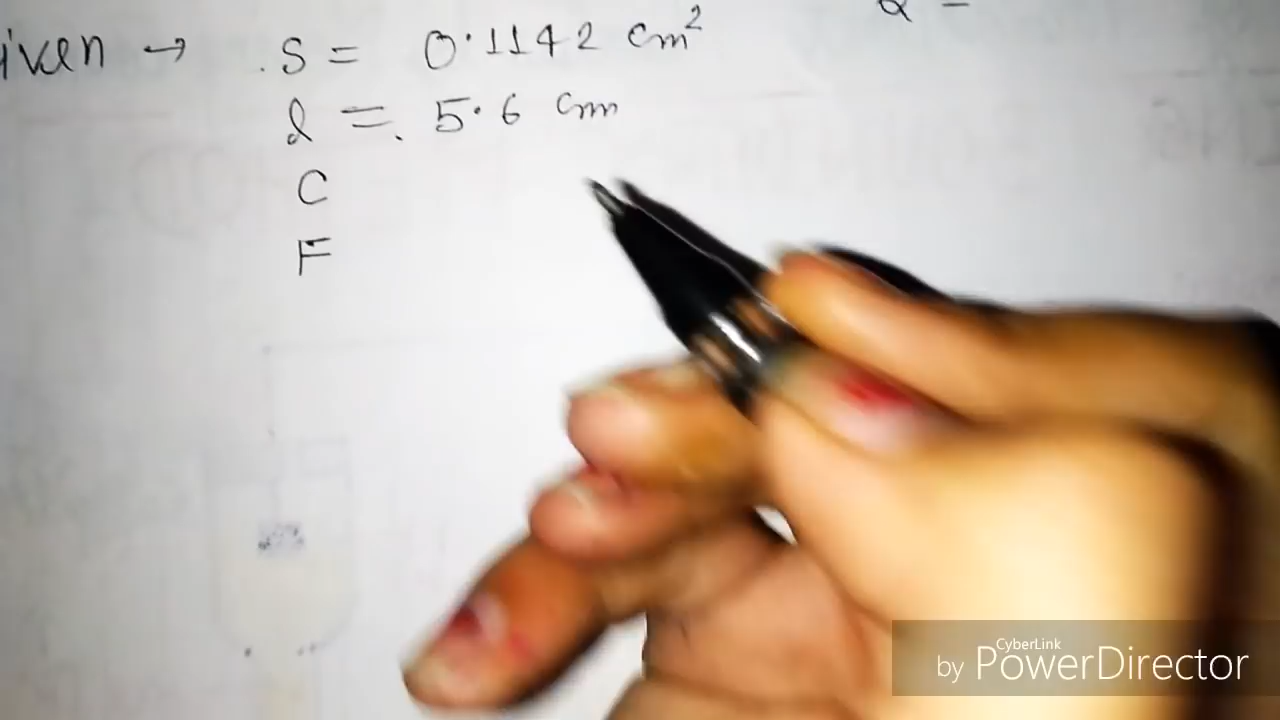 iven → S = 0.1142 cm²
l = 5.6 cm
C
F
CyberLink
by PowerDirector